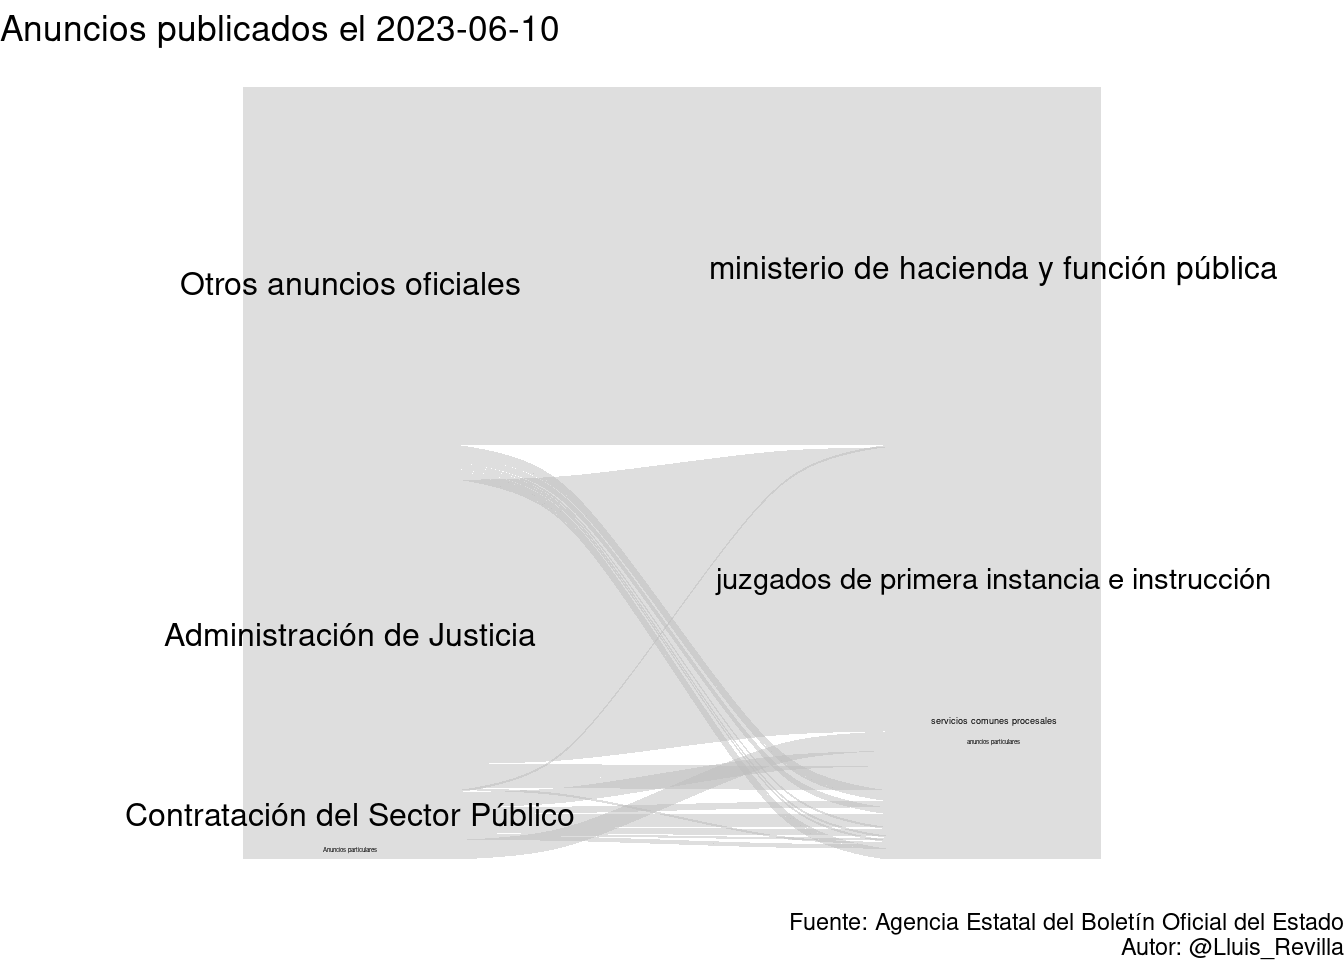 Anuncios publicados el 2023-06-10
Otros anuncios oficiales
ministerio de hacienda y función pública
juzgados de primera instancia e instrucción
Administración de Justicia
servicios comunes procesales
anuncios particulares
Contratación del Sector Público
Anuncios particulares
Fuente: Agencia Estatal del Boletín Oficial del Estado
Autor: @Lluis_Revilla